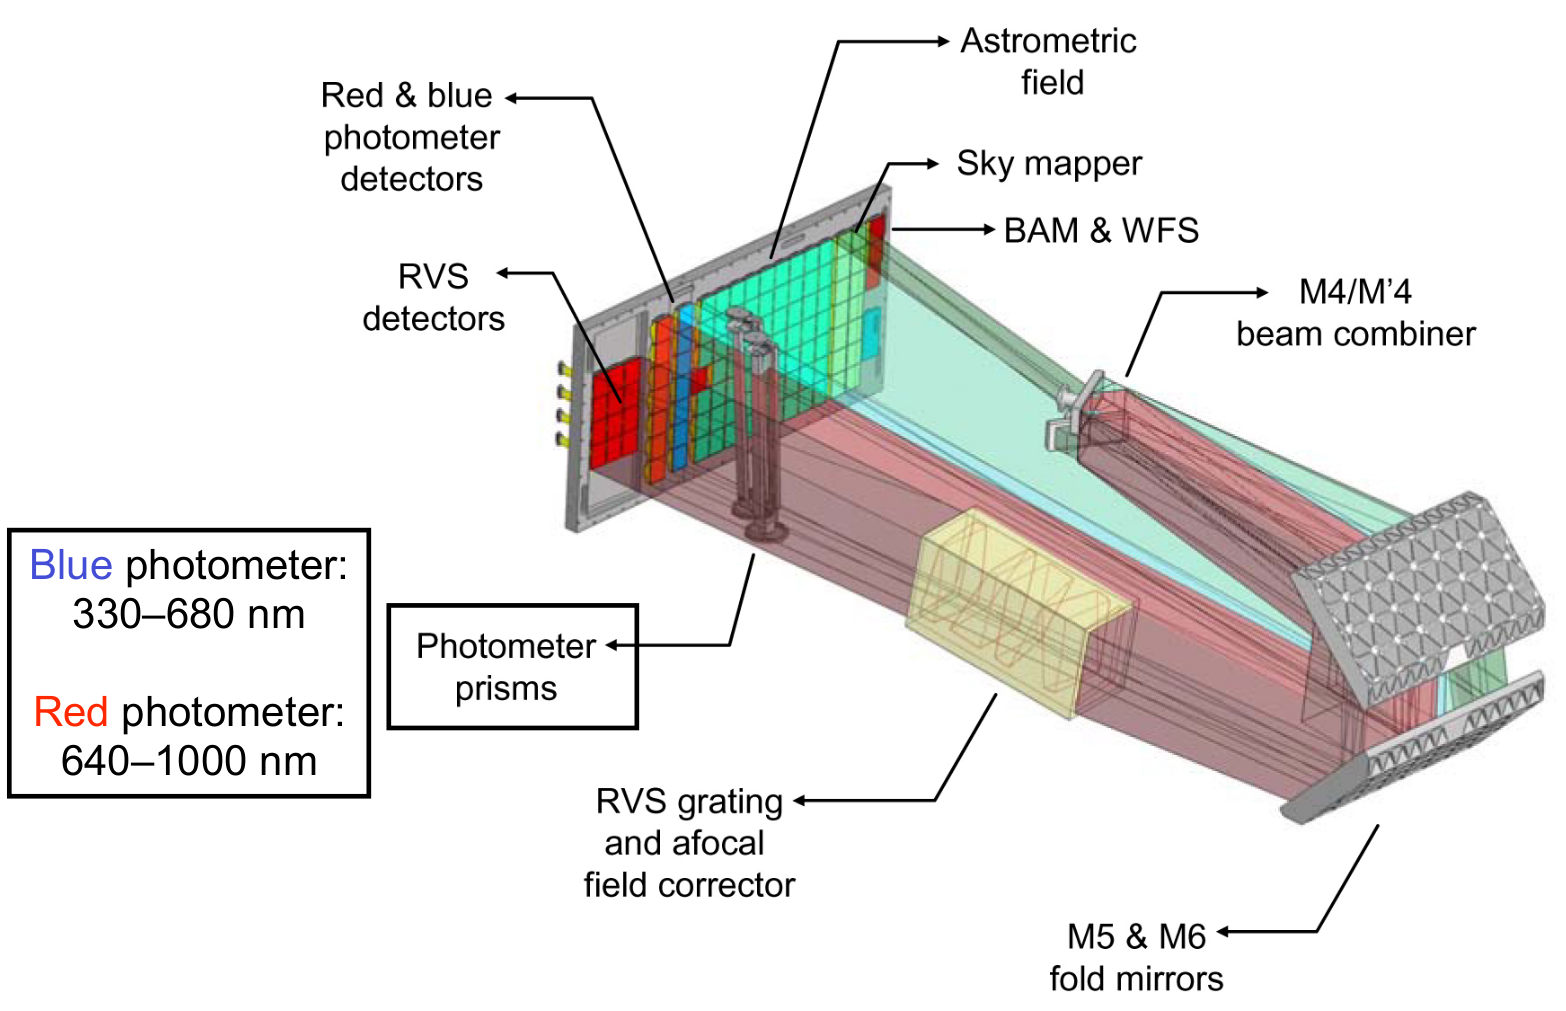 Astrometric
field
Red & blue
photometer
detectors
Sky mapper
BAM & WFS
RVS
detectors
M4/M’4
beam combiner
Blue photometer:
330–680 nm
Red photometer:
640–1000 nm
Photometer
prisms
RVS grating
and afocal
field corrector
M5 & M6
fold mirrors